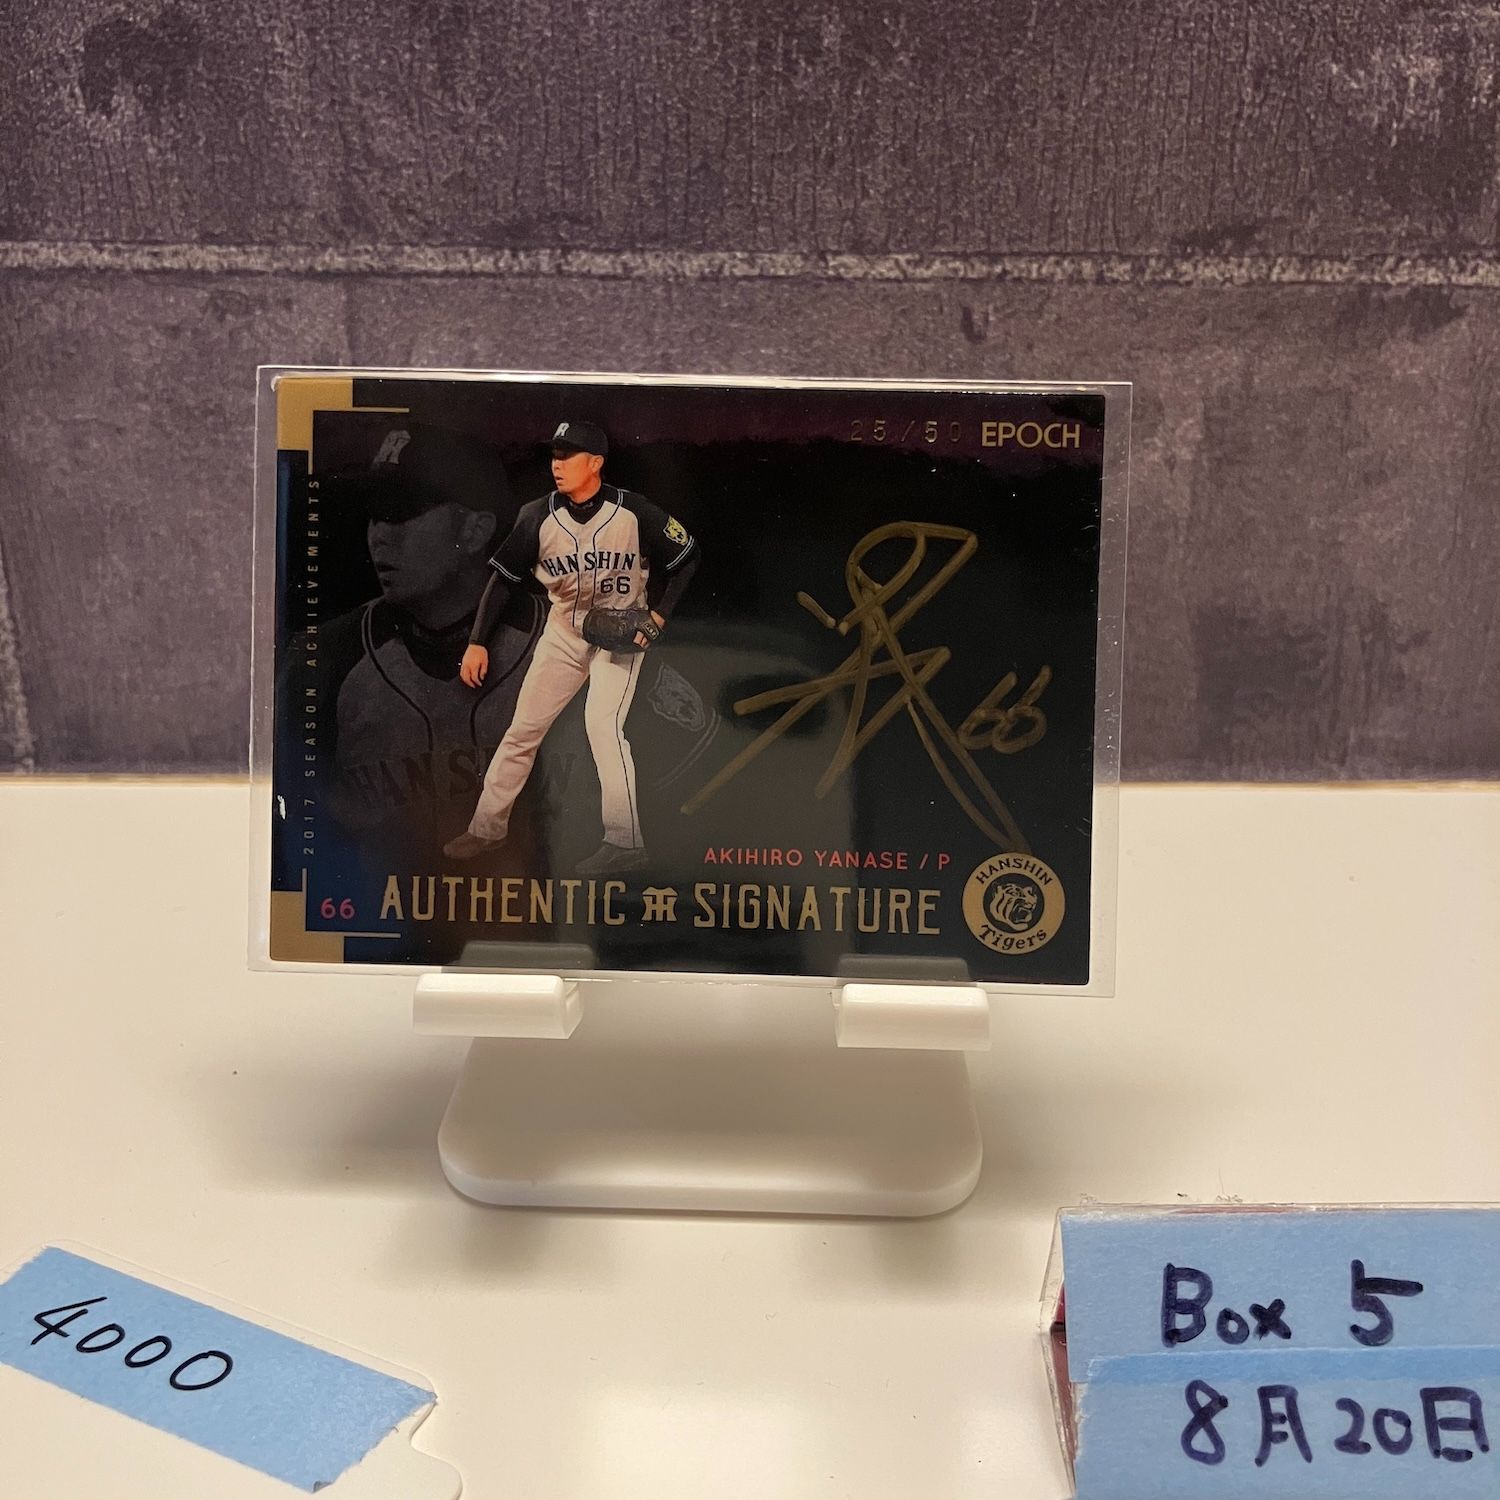 25/50 EPOCH
2017 SEASON ACHIEVEMENTS
R
R
HANSHIN
66
HANSHIN
66
AKIHIRO YANASE / P
66 AUTHENTIC SIGNATURE
HANSHIN
Tigers
4000
Box 5
8月20日